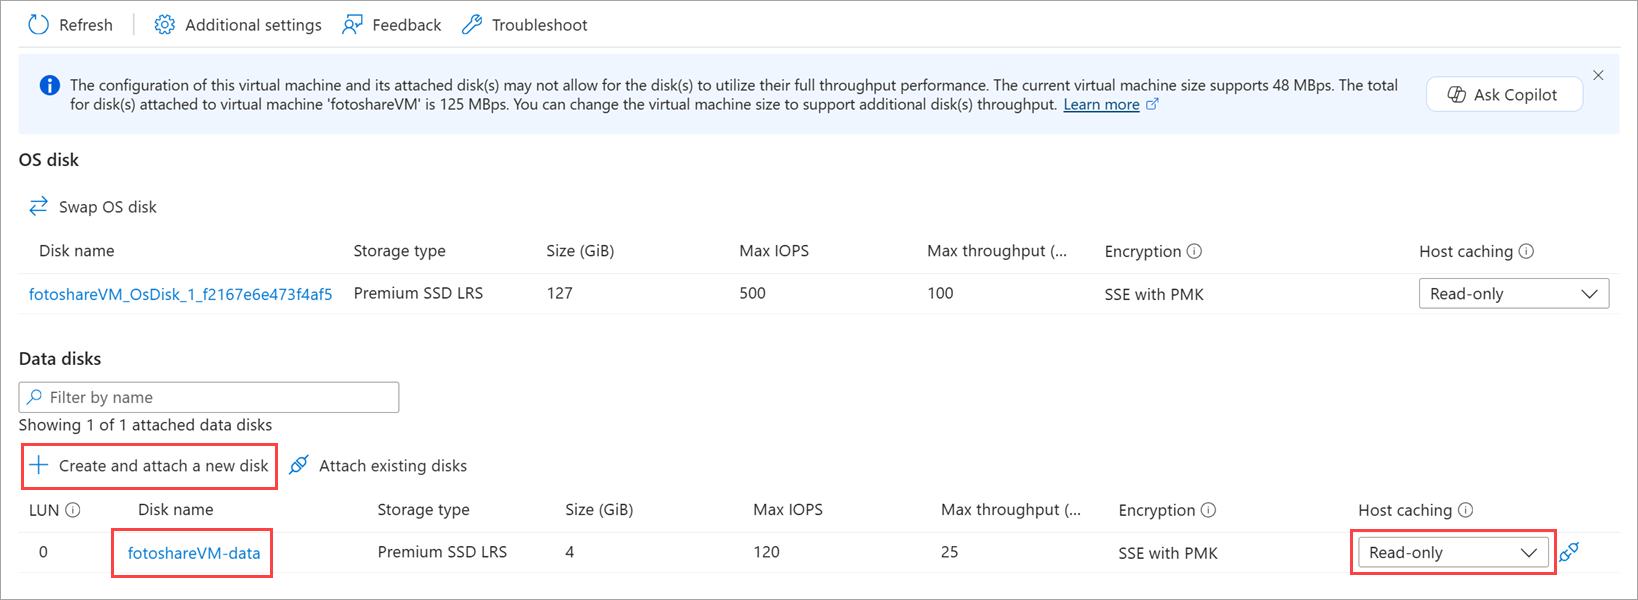 Refresh Additional settings Feedback Troubleshoot
The configuration of this virtual machine and its attached disk(s) may not allow for the disk(s) to utilize their full throughput performance. The current virtual machine size supports 48 MBps. The total
for disk(s) attached to virtual machine 'fotoshareVM' is 125 MBps. You can change the virtual machine size to support additional disk(s) throughput. Learn more
Ask Copilot
OS disk
Swap OS disk
Disk name Storage type Size (GiB) Max IOPS Max throughput (... Encryption Host caching
fotoshareVM_OsDisk_1_f2167e6e473f4af5 Premium SSD LRS 127 500 100 SSE with PMK Read-only
Data disks
Filter by name
Showing 1 of 1 attached data disks
Create and attach a new disk Attach existing disks
LUN Disk name Storage type Size (GiB) Max IOPS Max throughput (... Encryption Host caching
0 fotoshareVM-data Premium SSD LRS 4 120 25 SSE with PMK Read-only